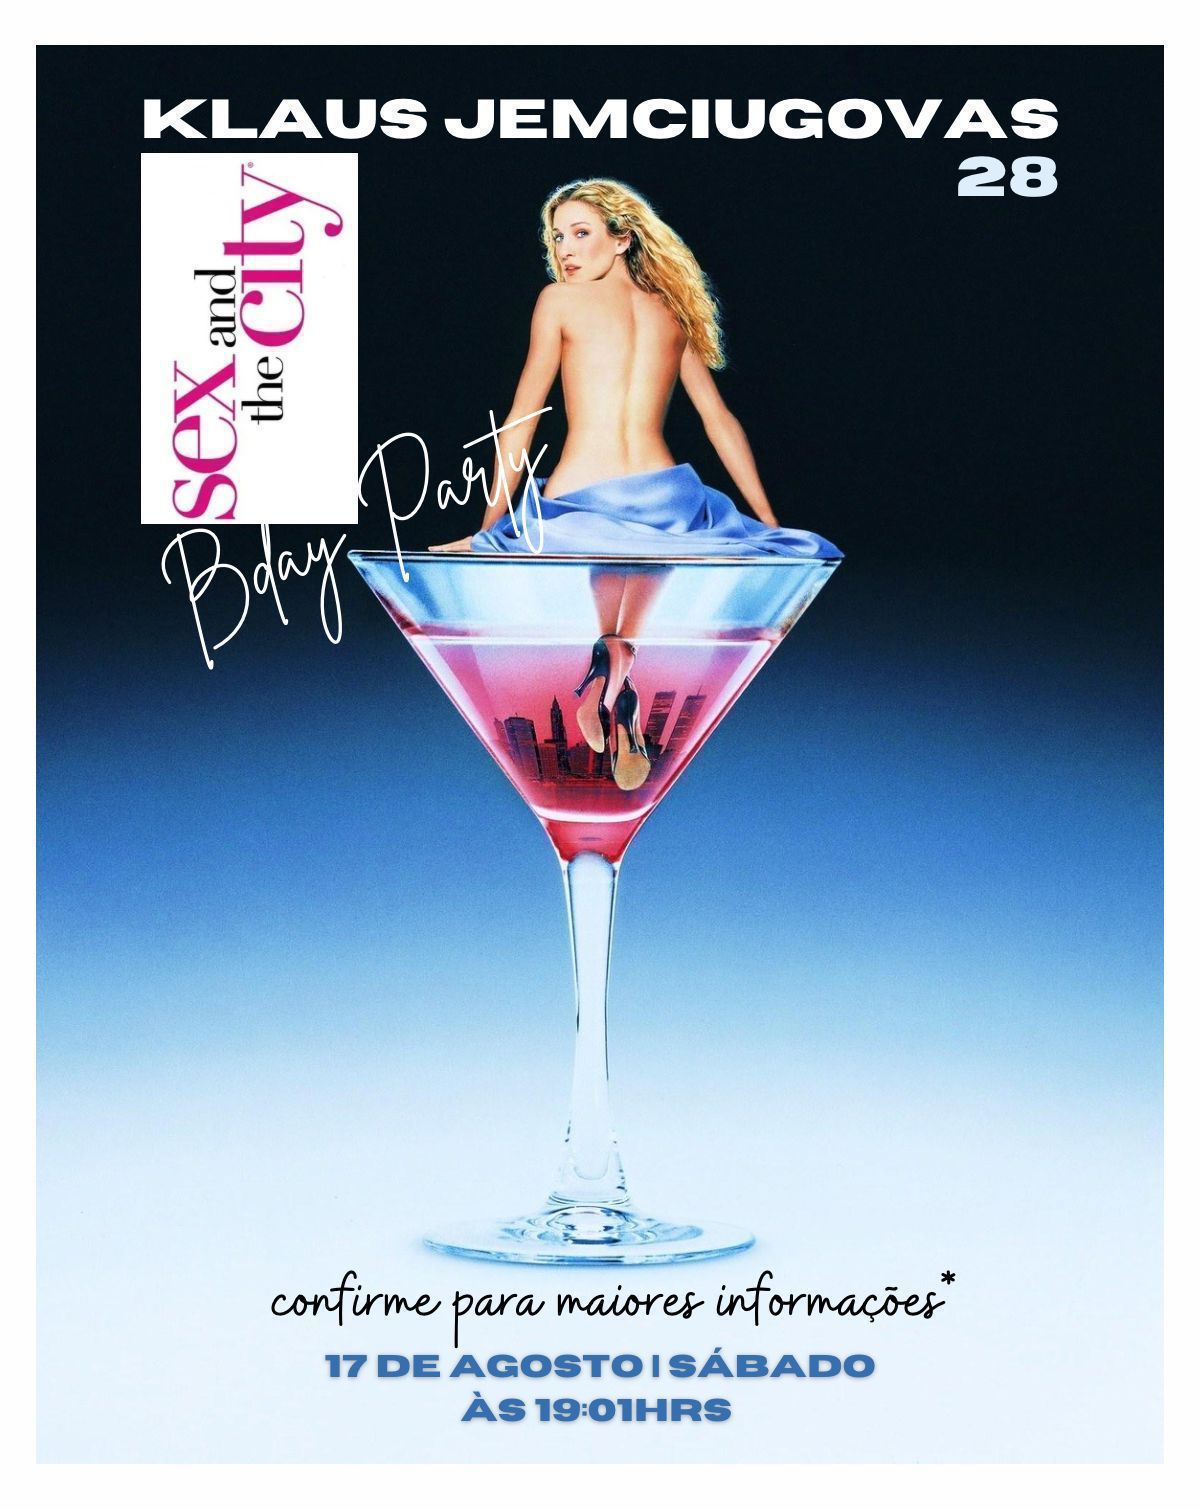 KLAUS JEMCIUGOVAS
28
sex and
the city®
Bday Party
confirme para maiores informações*
17 DE AGOSTO | SÁBADO
ÀS 19:01HRS